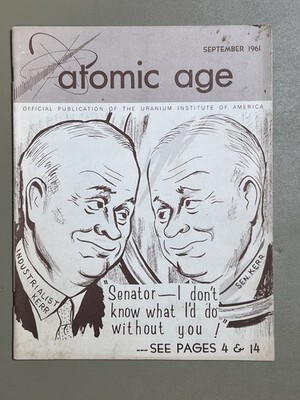 SEPTEMBER 1961
atomic age
OFFICIAL PUBLICATION OF THE URANIUM INSTITUTE OF AMERICA
INDUSTRIALIST
KERR
SEN. KERR
"Senator—I don't
know what I'd do
without you!"
---SEE PAGES 4 & 14